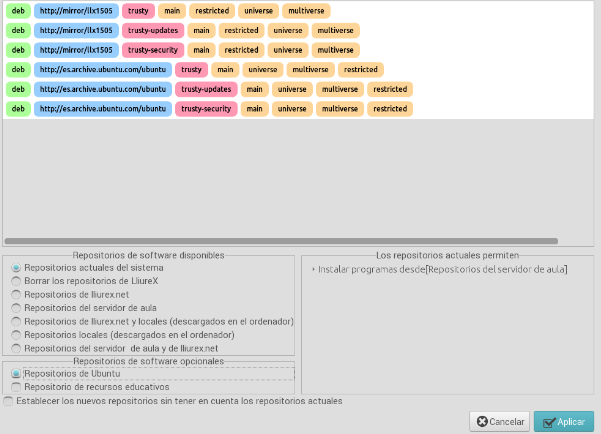 deb http://mirror/llx1505 trusty main restricted universe multiverse
deb http://mirror/llx1505 trusty-updates main restricted universe multiverse
deb http://mirror/llx1505 trusty-security main restricted universe multiverse
deb http://es.archive.ubuntu.com/ubuntu trusty main universe multiverse restricted
deb http://es.archive.ubuntu.com/ubuntu trusty-updates main universe multiverse restricted
deb http://es.archive.ubuntu.com/ubuntu trusty-security main universe multiverse restricted
Repositorios de software disponibles
Repositorios actuales del sistema
Borrar los repositorios de LliureX
Repositorios de lliurex.net
Repositorios del servidor de aula
Repositorios de lliurex.net y locales (descargados en el ordenador)
Repositorios locales (descargados en el ordenador)
Repositorios del servidor de aula y de lliurex.net
Repositorios de software opcionales
Repositorios de Ubuntu
Repositorio de recursos educativos
Los repositorios actuales permiten
Instalar programas desde[Repositorios del servidor de aula]
Establecer los nuevos repositorios sin tener en cuenta los repositorios actuales
Cancelar
Aplicar